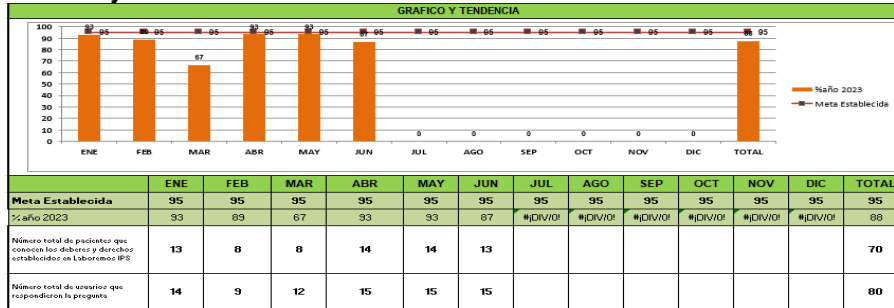 GRAFICO Y TENDENCIA
100
90
80
70
60
50
40
30
20
10
0
93 95 89 95 67 95 93 95 93 95 87 95 95 95 95 95 95 95 88 95
0 0 0 0 0 0
ENE FEB MAR ABR MAY JUN JUL AGO SEP OCT NOV DIC TOTAL
%año 2023
Meta Establecida
ENE FEB MAR ABR MAY JUN JUL AGO SEP OCT NOV DIC TOTAL
Meta Establecida 95 95 95 95 95 95 95 95 95 95 95 95 95
%año 2023 93 89 67 93 93 87 #¡DIV/0! #¡DIV/0! #¡DIV/0! #¡DIV/0! #¡DIV/0! #¡DIV/0! 88
Número total de pacientes que
conocen los deberes y derechos
establecidos en Laboremos IPS
13 8 8 14 14 13 70
Número total de usuarios que
respondieron la pregunta
14 9 12 15 15 15 80